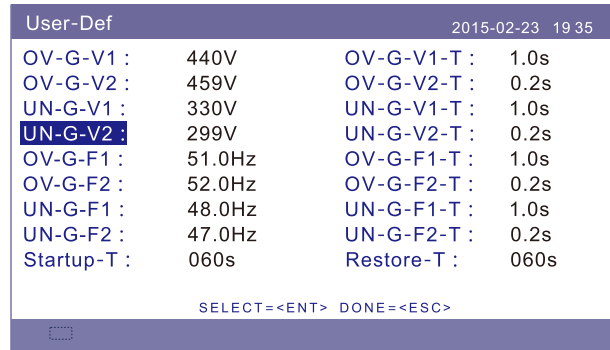 User-Def 2015-02-23 19 35
OV-G-V1 : 440V OV-G-V1-T : 1.0s
OV-G-V2 : 459V OV-G-V2-T : 0.2s
UN-G-V1 : 330V UN-G-V1-T : 1.0s
UN-G-V2 : 299V UN-G-V2-T : 0.2s
OV-G-F1 : 51.0Hz OV-G-F1-T : 1.0s
OV-G-F2 : 52.0Hz OV-G-F2-T : 0.2s
UN-G-F1 : 48.0Hz UN-G-F1-T : 1.0s
UN-G-F2 : 47.0Hz UN-G-F2-T : 0.2s
Startup-T : 060s Restore-T : 060s
SELECT=<ENT> DONE=<ESC>